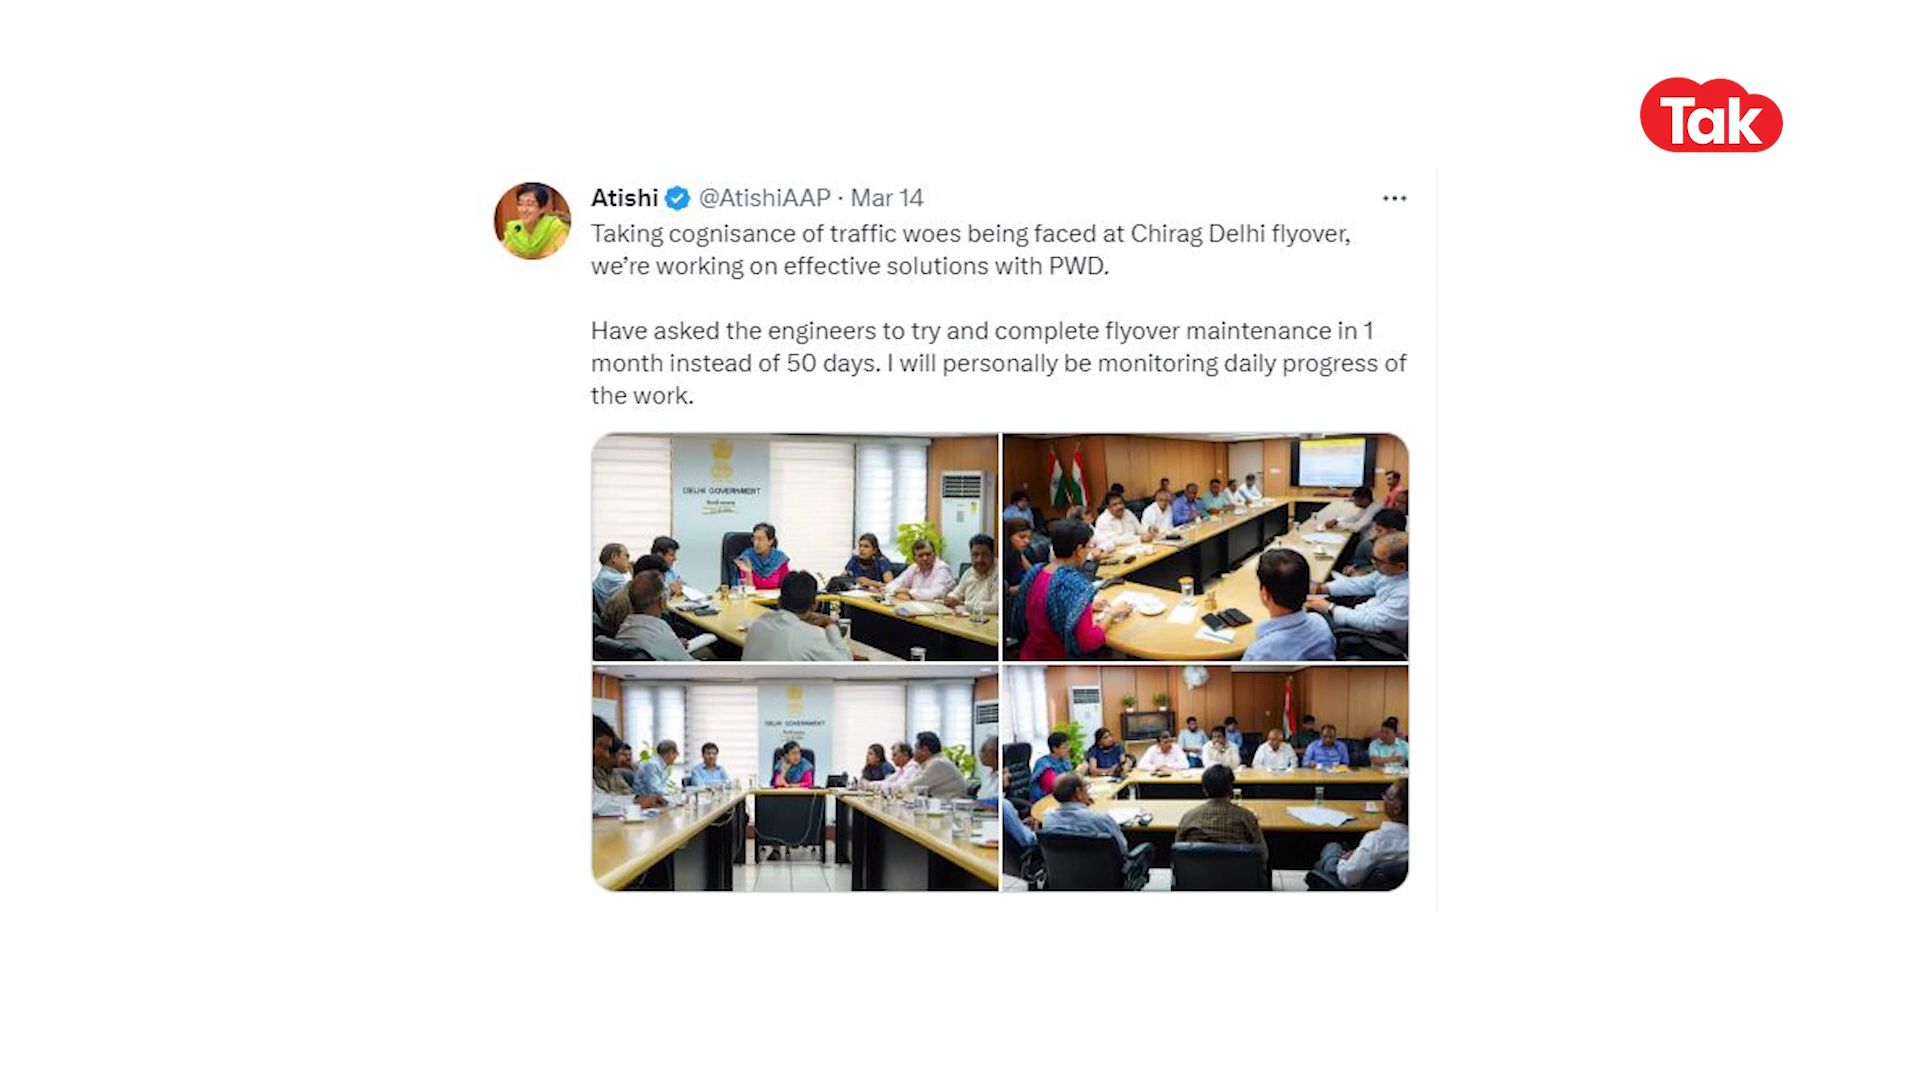 Tak
Atishi @AtishiAAP · Mar 14
Taking cognisance of traffic woes being faced at Chirag Delhi flyover,
we’re working on effective solutions with PWD.
Have asked the engineers to try and complete flyover maintenance in 1
month instead of 50 days. I will personally be monitoring daily progress of
the work.
DELHI GOVERNMENT
DELHI GOVERNMENT